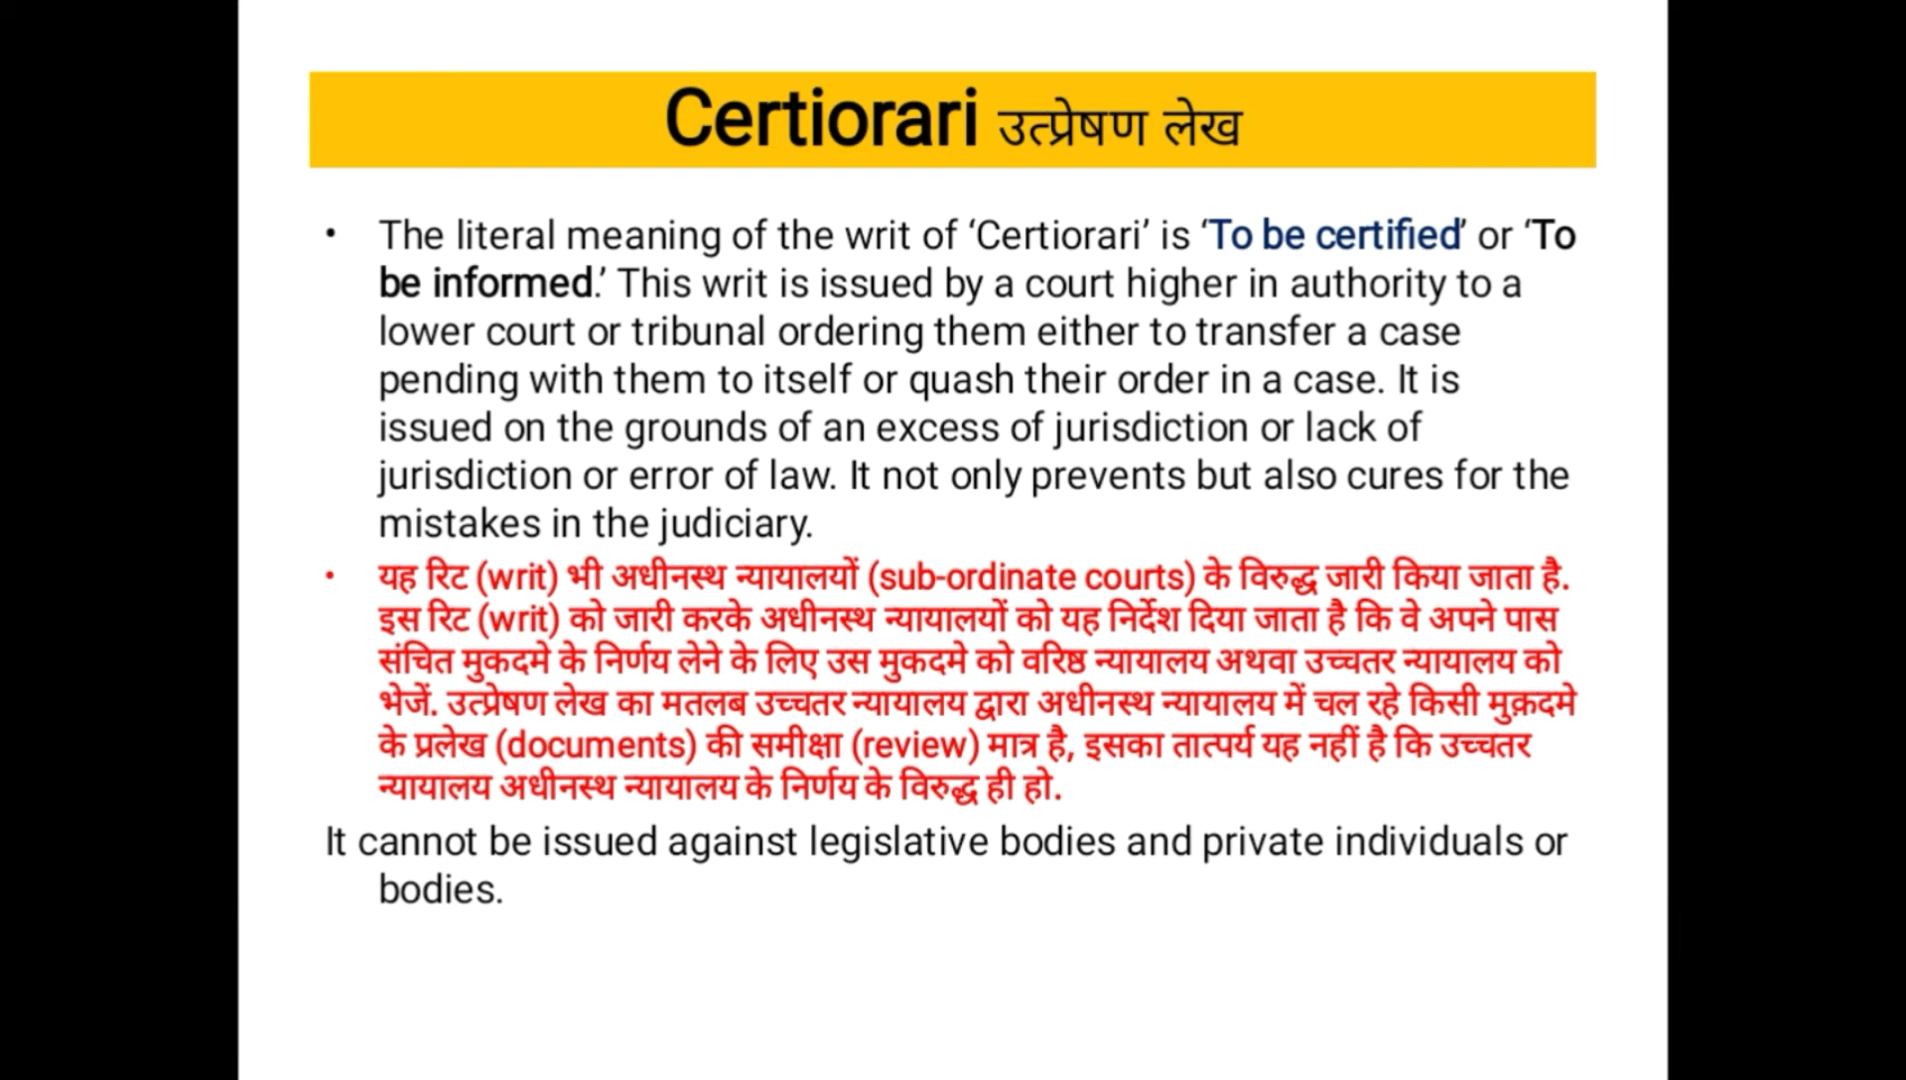 Certiorari उत्प्रेषण लेख
• The literal meaning of the writ of ‘Certiorari’ is ‘To be certified’ or ‘To
be informed.’ This writ is issued by a court higher in authority to a
lower court or tribunal ordering them either to transfer a case
pending with them to itself or quash their order in a case. It is
issued on the grounds of an excess of jurisdiction or lack of
jurisdiction or error of law. It not only prevents but also cures for the
mistakes in the judiciary.
• यह रिट (writ) भी अधीनस्थ न्यायालयों (sub-ordinate courts) के विरुद्ध जारी किया जाता है.
इस रिट (writ) को जारी करके अधीनस्थ न्यायालयों को यह निर्देश दिया जाता है कि वे अपने पास
संचित मुकदमे के निर्णय लेने के लिए उस मुकदमे को वरिष्ठ न्यायालय अथवा उच्चतर न्यायालय को
भेजें. उत्प्रेषण लेख का मतलब उच्चतर न्यायालय द्वारा अधीनस्थ न्यायालय में चल रहे किसी मुक़दमे
के प्रलेख (documents) की समीक्षा (review) मात्र है, इसका तात्पर्य यह नहीं है कि उच्चतर
न्यायालय अधीनस्थ न्यायालय के निर्णय के विरुद्ध ही हो.
It cannot be issued against legislative bodies and private individuals or
bodies.